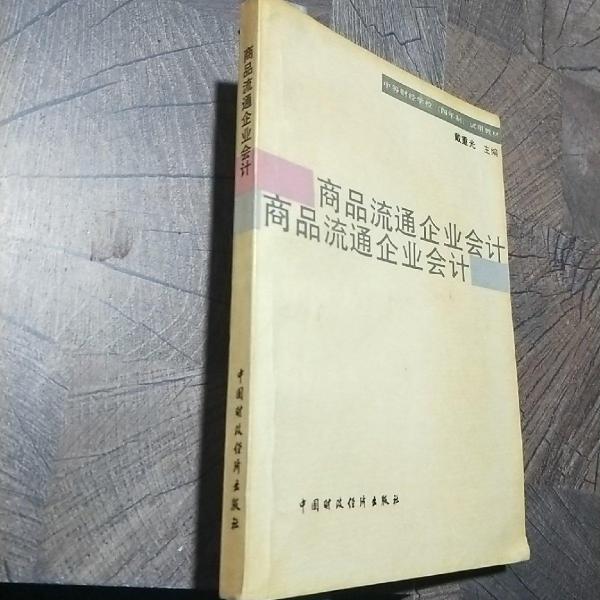 商品流通企业会计
中国财政经济出版社
中等财经学校（四年制）试用教材
戴重光 主编
商品流通企业会计
商品流通企业会计
中国财政经济出版社